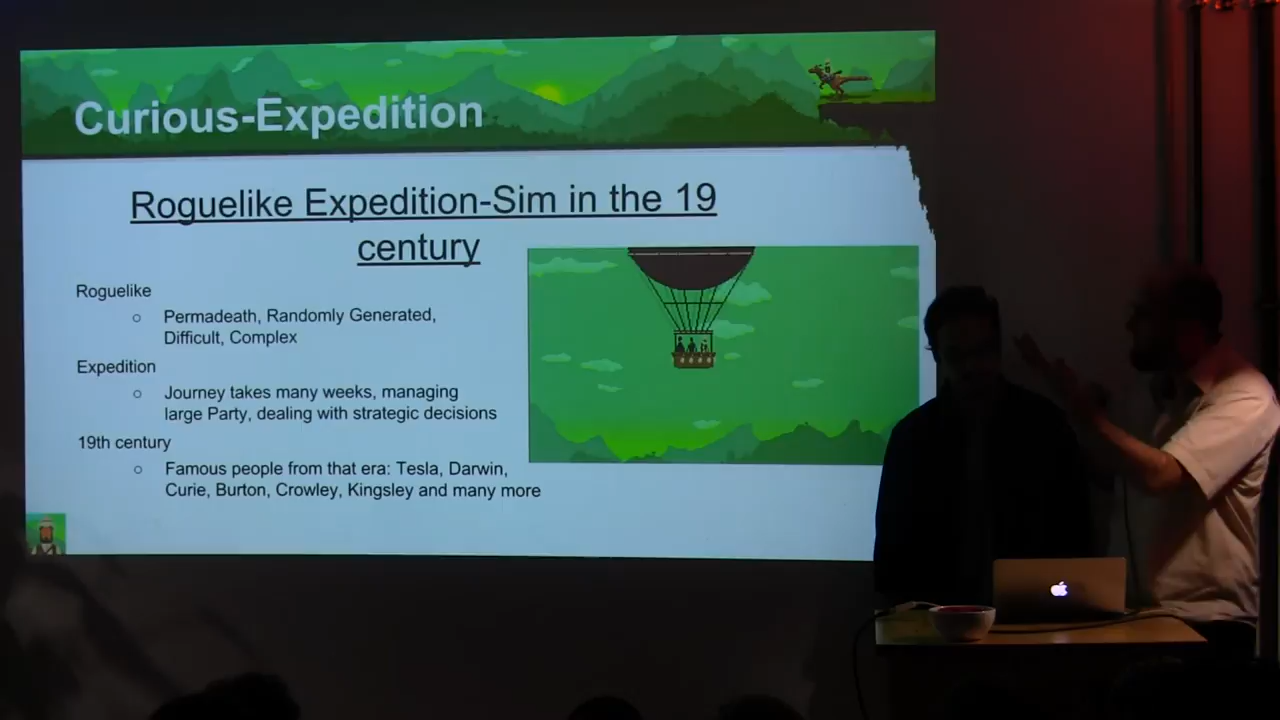 Curious-Expedition
Roguelike Expedition-Sim in the 19
century
Roguelike
Permadeath, Randomly Generated,
Difficult, Complex
Expedition
Journey takes many weeks, managing
large Party, dealing with strategic decisions
19th century
Famous people from that era: Tesla, Darwin,
Curie, Burton, Crowley, Kingsley and many more